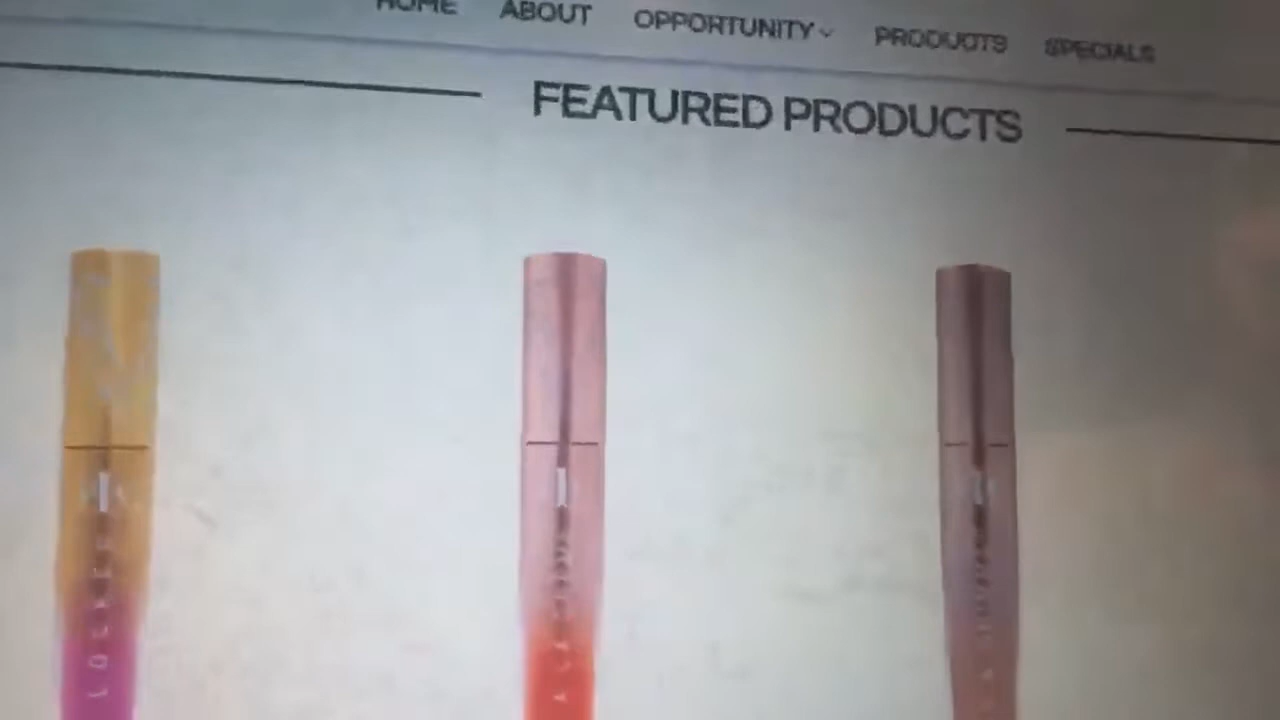 HOME ABOUT OPPORTUNITY PRODUCTS SPECIALS
FEATURED PRODUCTS